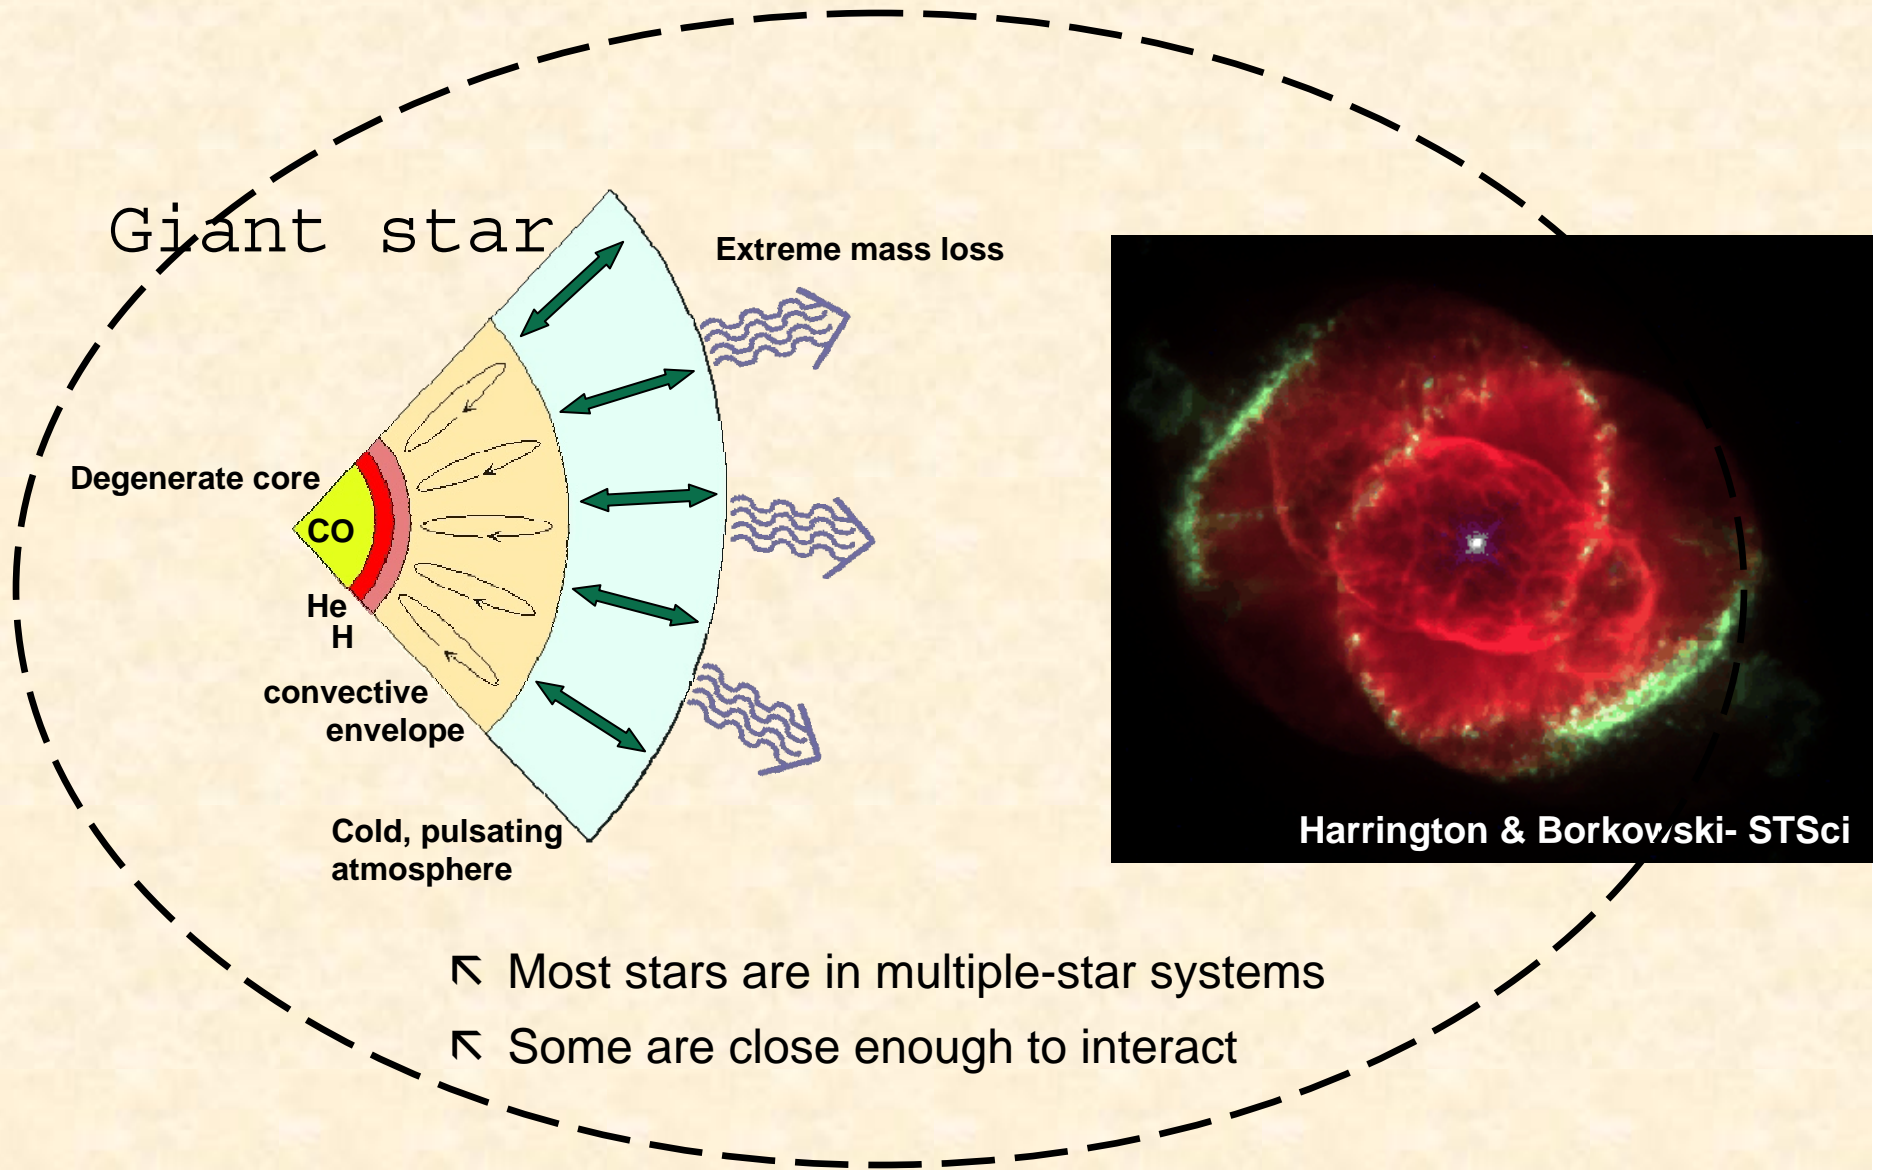 Giant star
Extreme mass loss
Degenerate core
CO
He
H
convective
envelope
Cold, pulsating
atmosphere
Harrington & Borkowski- STSci
Most stars are in multiple-star systems
Some are close enough to interact